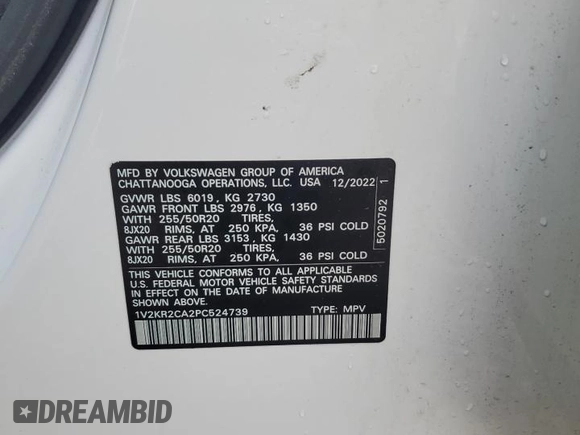 MFD BY VOLKSWAGEN GROUP OF AMERICA
CHATTANOOGA OPERATIONS, LLC. USA 12/2022
GVWR LBS 6019, KG 2730
GAWR FRONT LBS 2976, KG 1350
WITH 255/50R20 TIRES,
8JX20 RIMS, AT 250 KPA, 36 PSI COLD
GAWR REAR LBS 3153, KG 1430
WITH 255/50R20 TIRES,
8JX20 RIMS, AT 250 KPA, 36 PSI COLD
THIS VEHICLE CONFORMS TO ALL APPLICABLE
U.S. FEDERAL MOTOR VEHICLE SAFETY STANDARDS
IN EFFECT ON THE DATE OF MANUFACTURE
SHOWN ABOVE.
1V2KR2CA2PC524739 TYPE: MPV
5020792 1
DREAMBID